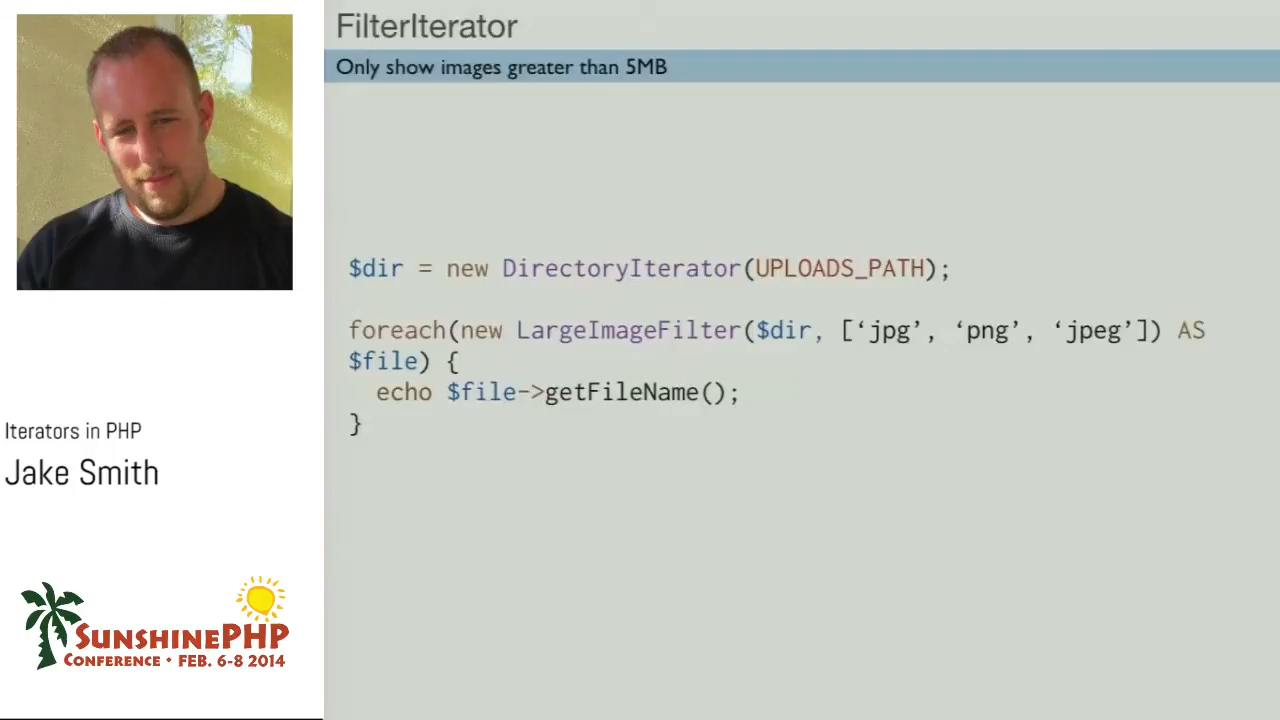 FilterIterator
Only show images greater than 5MB
$dir = new DirectoryIterator(UPLOADS_PATH);
foreach(new LargeImageFilter($dir, [‘jpg’, ‘png’, ‘jpeg’]) AS
$file) {
  echo $file->getFileName();
}
Iterators in PHP
Jake Smith
SUNSHINEPHP
CONFERENCE • FEB. 6-8 2014